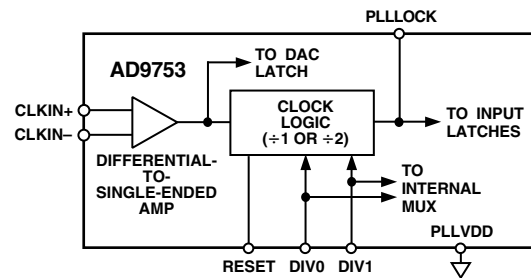 PLLLOCK
AD9753
TO DAC
LATCH
CLKIN+
CLKIN–
CLOCK
LOGIC
(÷1 OR ÷2)
TO INPUT
LATCHES
DIFFERENTIAL-
TO-
SINGLE-ENDED
AMP
TO
INTERNAL
MUX
PLLVDD
RESET
DIV0
DIV1